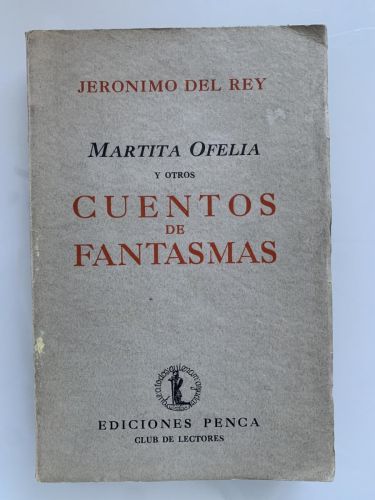 JERONIMO DEL REY
MARTITA OFELIA
Y OTROS
CUENTOS
DE
FANTASMAS
EDICIONES PENCA
CLUB DE LECTORES